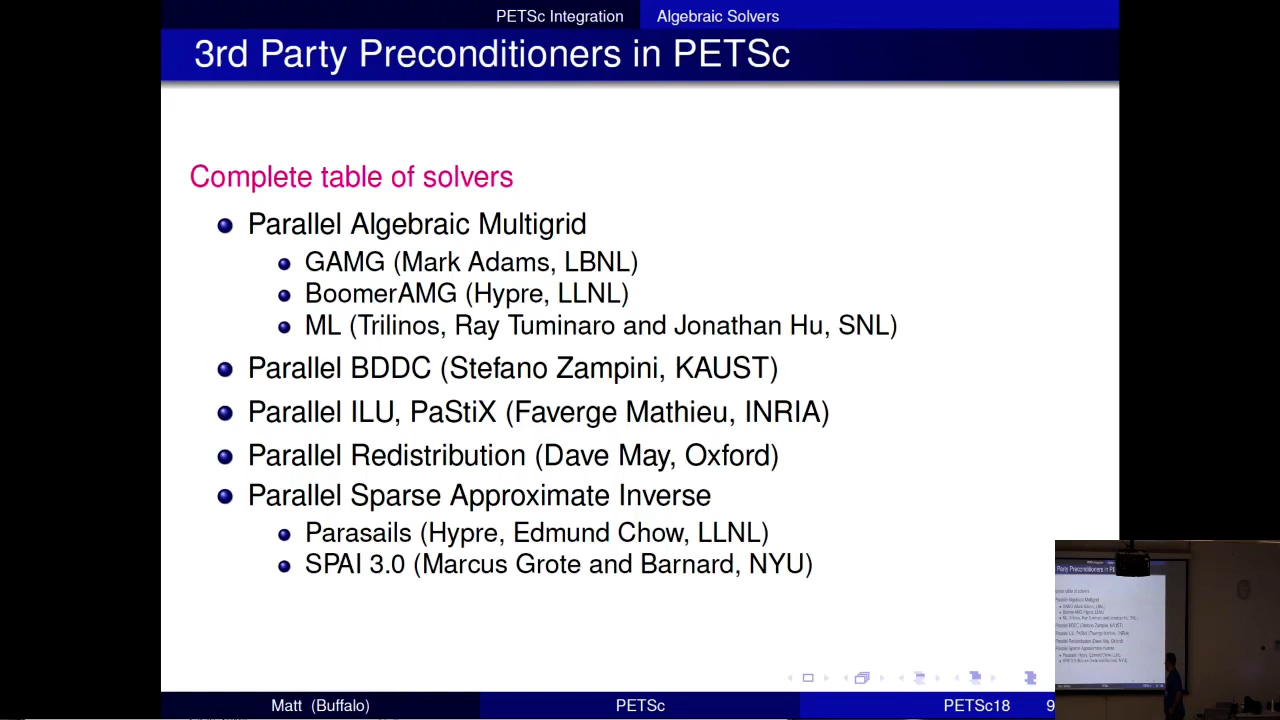 PETSc Integration Algebraic Solvers
3rd Party Preconditioners in PETSc
Complete table of solvers
Parallel Algebraic Multigrid
GAMG (Mark Adams, LBNL)
BoomerAMG (Hypre, LLNL)
ML (Trilinos, Ray Tuminaro and Jonathan Hu, SNL)
Parallel BDDC (Stefano Zampini, KAUST)
Parallel ILU, PaStiX (Faverge Mathieu, INRIA)
Parallel Redistribution (Dave May, Oxford)
Parallel Sparse Approximate Inverse
Parasails (Hypre, Edmund Chow, LLNL)
SPAI 3.0 (Marcus Grote and Barnard, NYU)
Matt (Buffalo) PETSc PETSc18 9